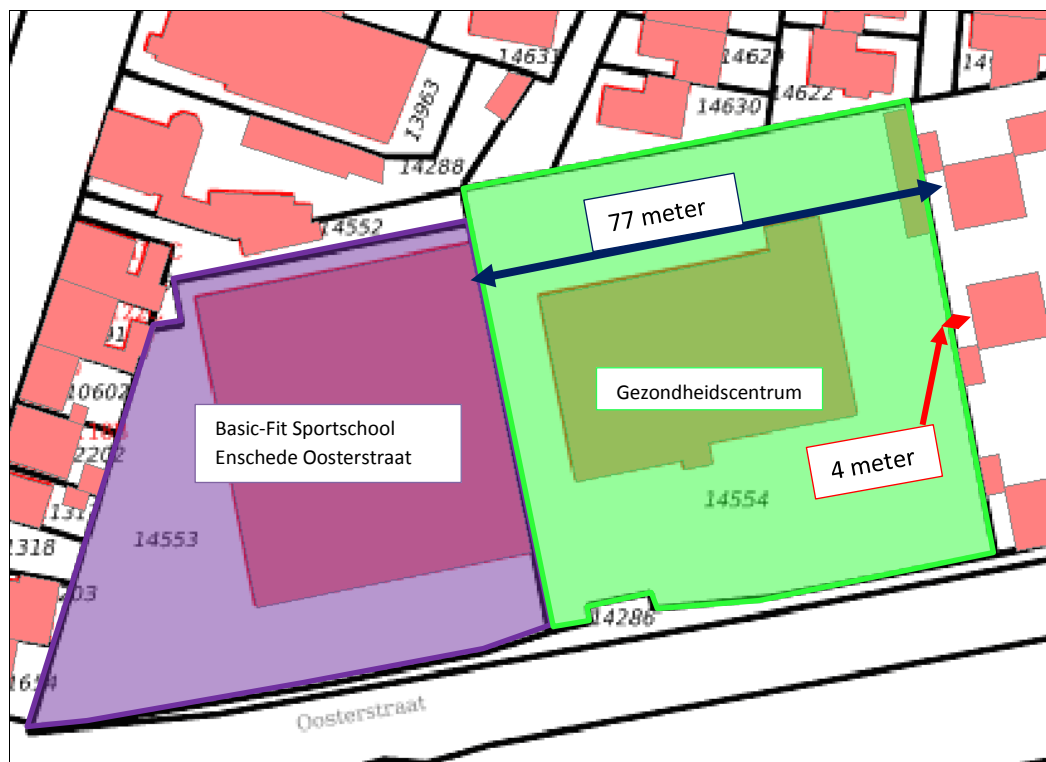 14631
14629
14630
14622
13963
14288
14552
77 meter
Gezondheidscentrum
10602
Basic-Fit Sportschool
Enschede Oosterstraat
2202
4 meter
14554
14553
1318
14286
Oosterstraat